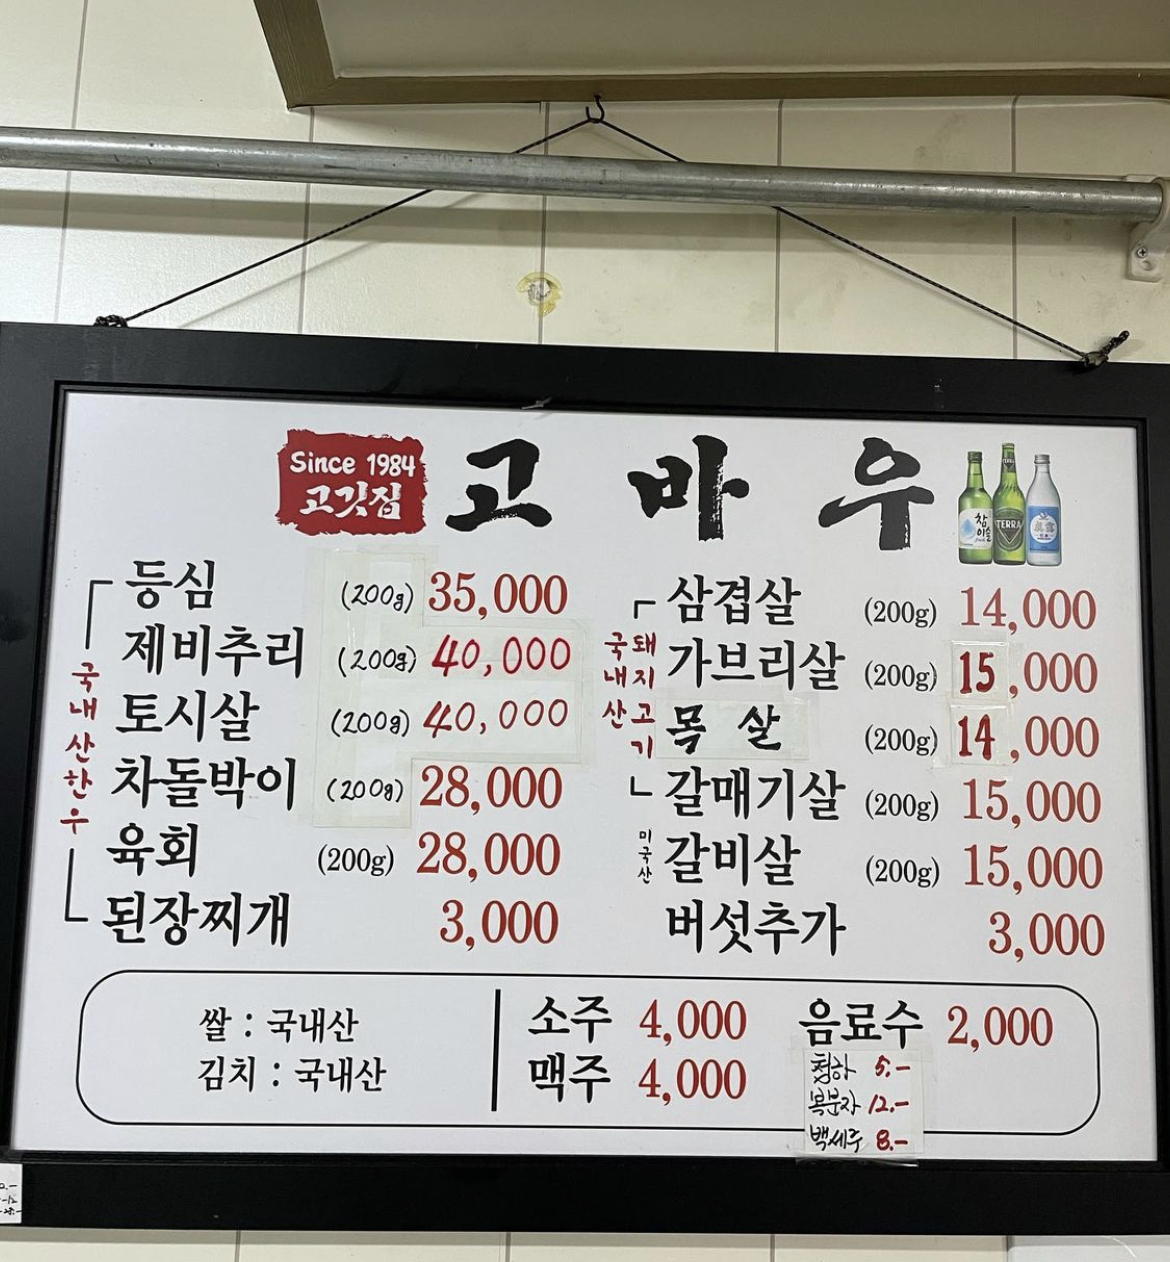 Since 1984
고깃집
고바우
참이슬
TERRA
국내산한우
등심 (200g) 35,000
제비추리 (200g) 40,000
토시살 (200g) 40,000
차돌박이 (200g) 28,000
육회 (200g) 28,000
된장찌개 3,000
국내산
돼지고기
삼겹살 (200g) 14,000
가브리살 (200g) 15,000
목살 (200g) 14,000
갈매기살 (200g) 15,000
미국산
갈비살 (200g) 15,000
버섯추가 3,000
쌀 : 국내산
김치 : 국내산
소주 4,000
맥주 4,000
음료수 2,000
청하 5.-
복분자 12.-
백세주 8.-